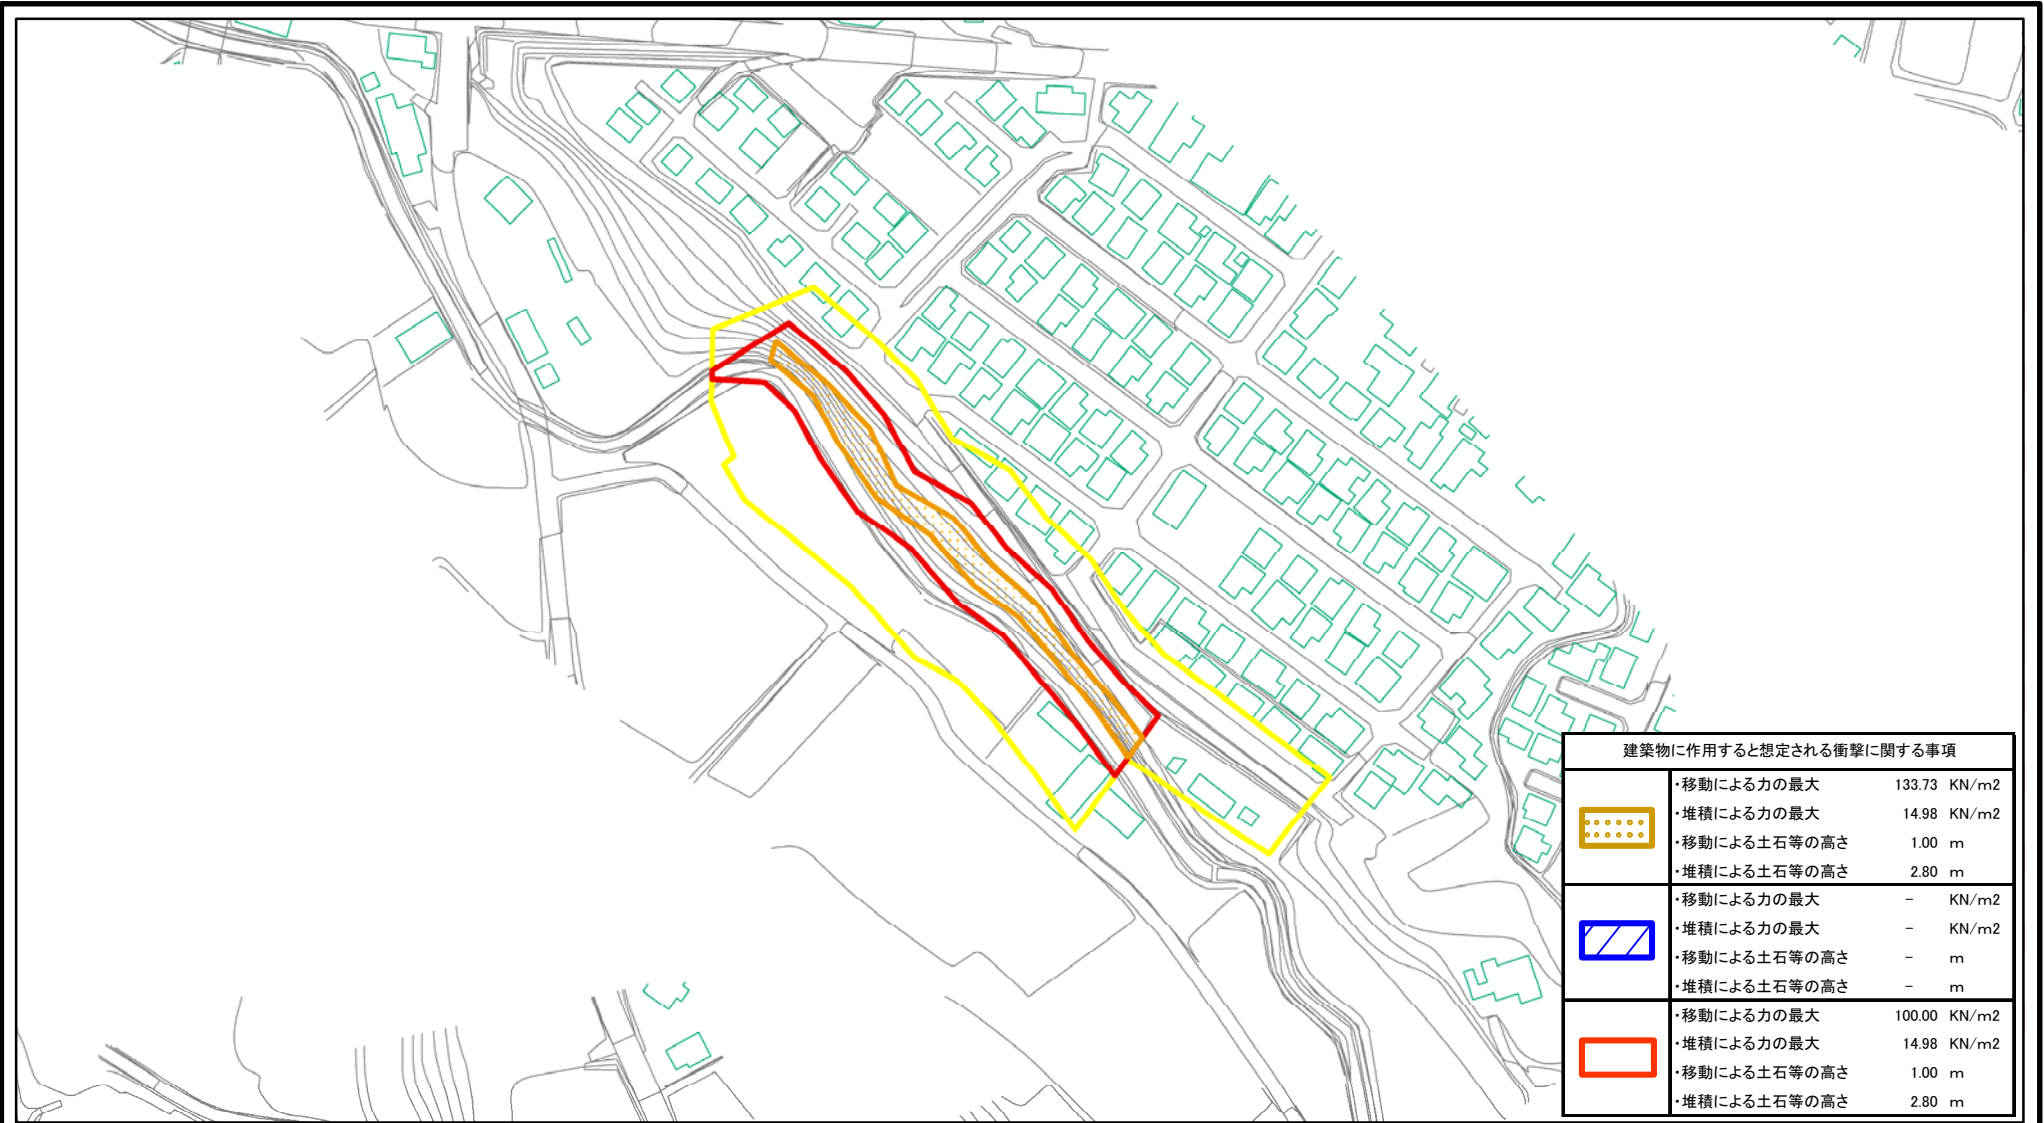 建築物に作用すると想定される衝撃に関する事項
・移動による力の最大 133.73 KN/m2
・堆積による力の最大 14.98 KN/m2
・移動による土石等の高さ 1.00 m
・堆積による土石等の高さ 2.80 m
・移動による力の最大 － KN/m2
・堆積による力の最大 － KN/m2
・移動による土石等の高さ － m
・堆積による土石等の高さ － m
・移動による力の最大 100.00 KN/m2
・堆積による力の最大 14.98 KN/m2
・移動による土石等の高さ 1.00 m
・堆積による土石等の高さ 2.80 m